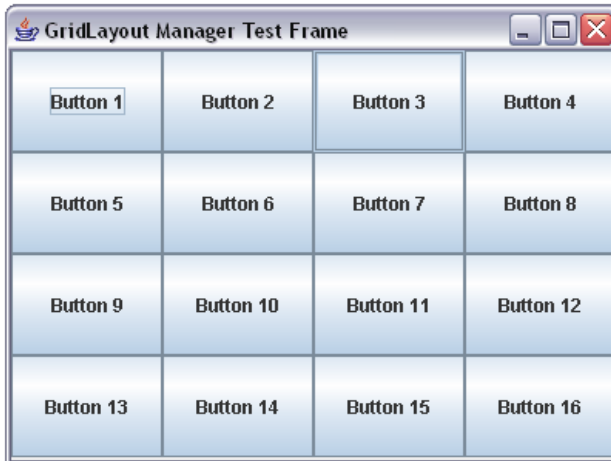 GridLayout Manager Test Frame
Button 1 Button 2 Button 3 Button 4
Button 5 Button 6 Button 7 Button 8
Button 9 Button 10 Button 11 Button 12
Button 13 Button 14 Button 15 Button 16